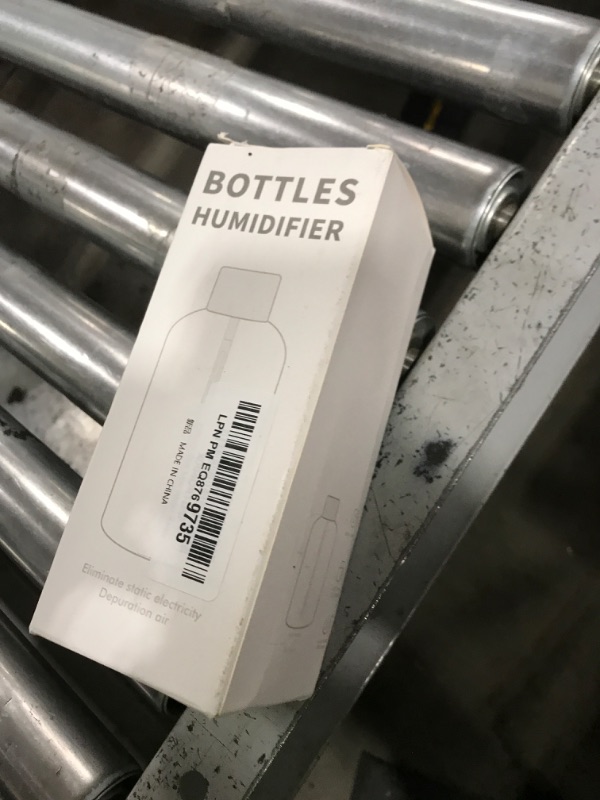 BOTTLES
HUMIDIFIER
LPN PM EQ8769735
MADE IN CHINA
Eliminate static electricity
Depuration air